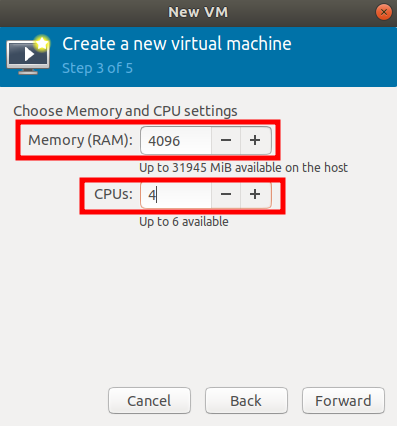 New VM
Create a new virtual machine
Step 3 of 5
Choose Memory and CPU settings
Memory (RAM): 4096 − +
Up to 31945 MiB available on the host
CPUs: 4 − +
Up to 6 available
Cancel Back Forward